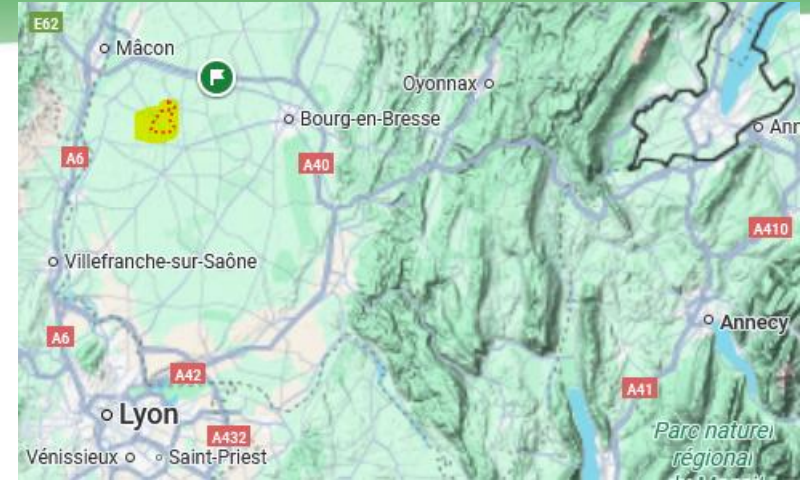 E62
Mâcon
Oyonnax
Bourg-en-Bresse
Ann
A6
A40
A410
Villefranche-sur-Saône
A6
Annecy
A42
A41
Lyon
A432
Parc naturel
régional
Vénissieux
Saint-Priest